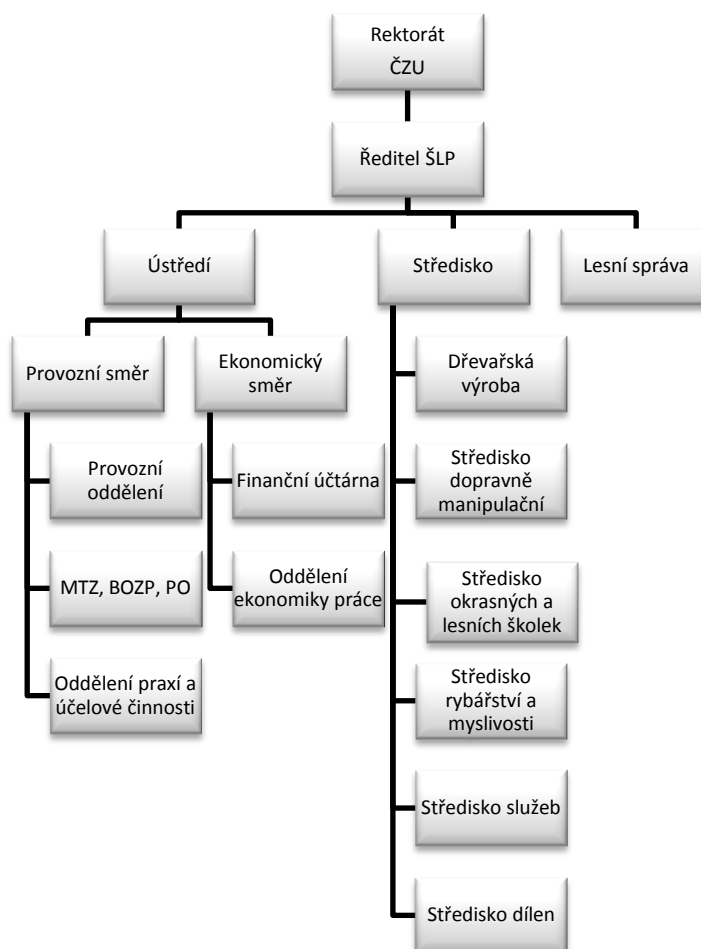 Rektorát
ČZU
Ředitel ŠLP
Ústředí
Středisko
Lesní správa
Provozní směr
Ekonomický
směr
Dřevařská
výroba
Provozní
oddělení
Finanční účtárna
Středisko
dopravně
manipulační
MTZ, BOZP, PO
Oddělení
ekonomiky práce
Středisko
okrasných a
lesních školek
Oddělení praxí a
účelové činnosti
Středisko
rybářství a
myslivosti
Středisko služeb
Středisko dílen